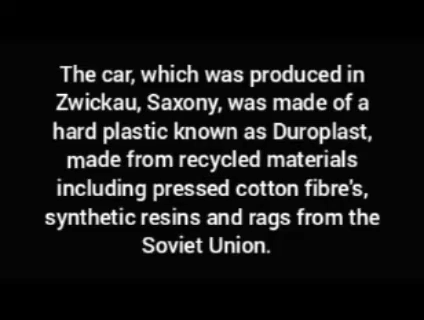 The car, which was produced in
Zwickau, Saxony, was made of a
hard plastic known as Duroplast,
made from recycled materials
including pressed cotton fibre's,
synthetic resins and rags from the
Soviet Union.